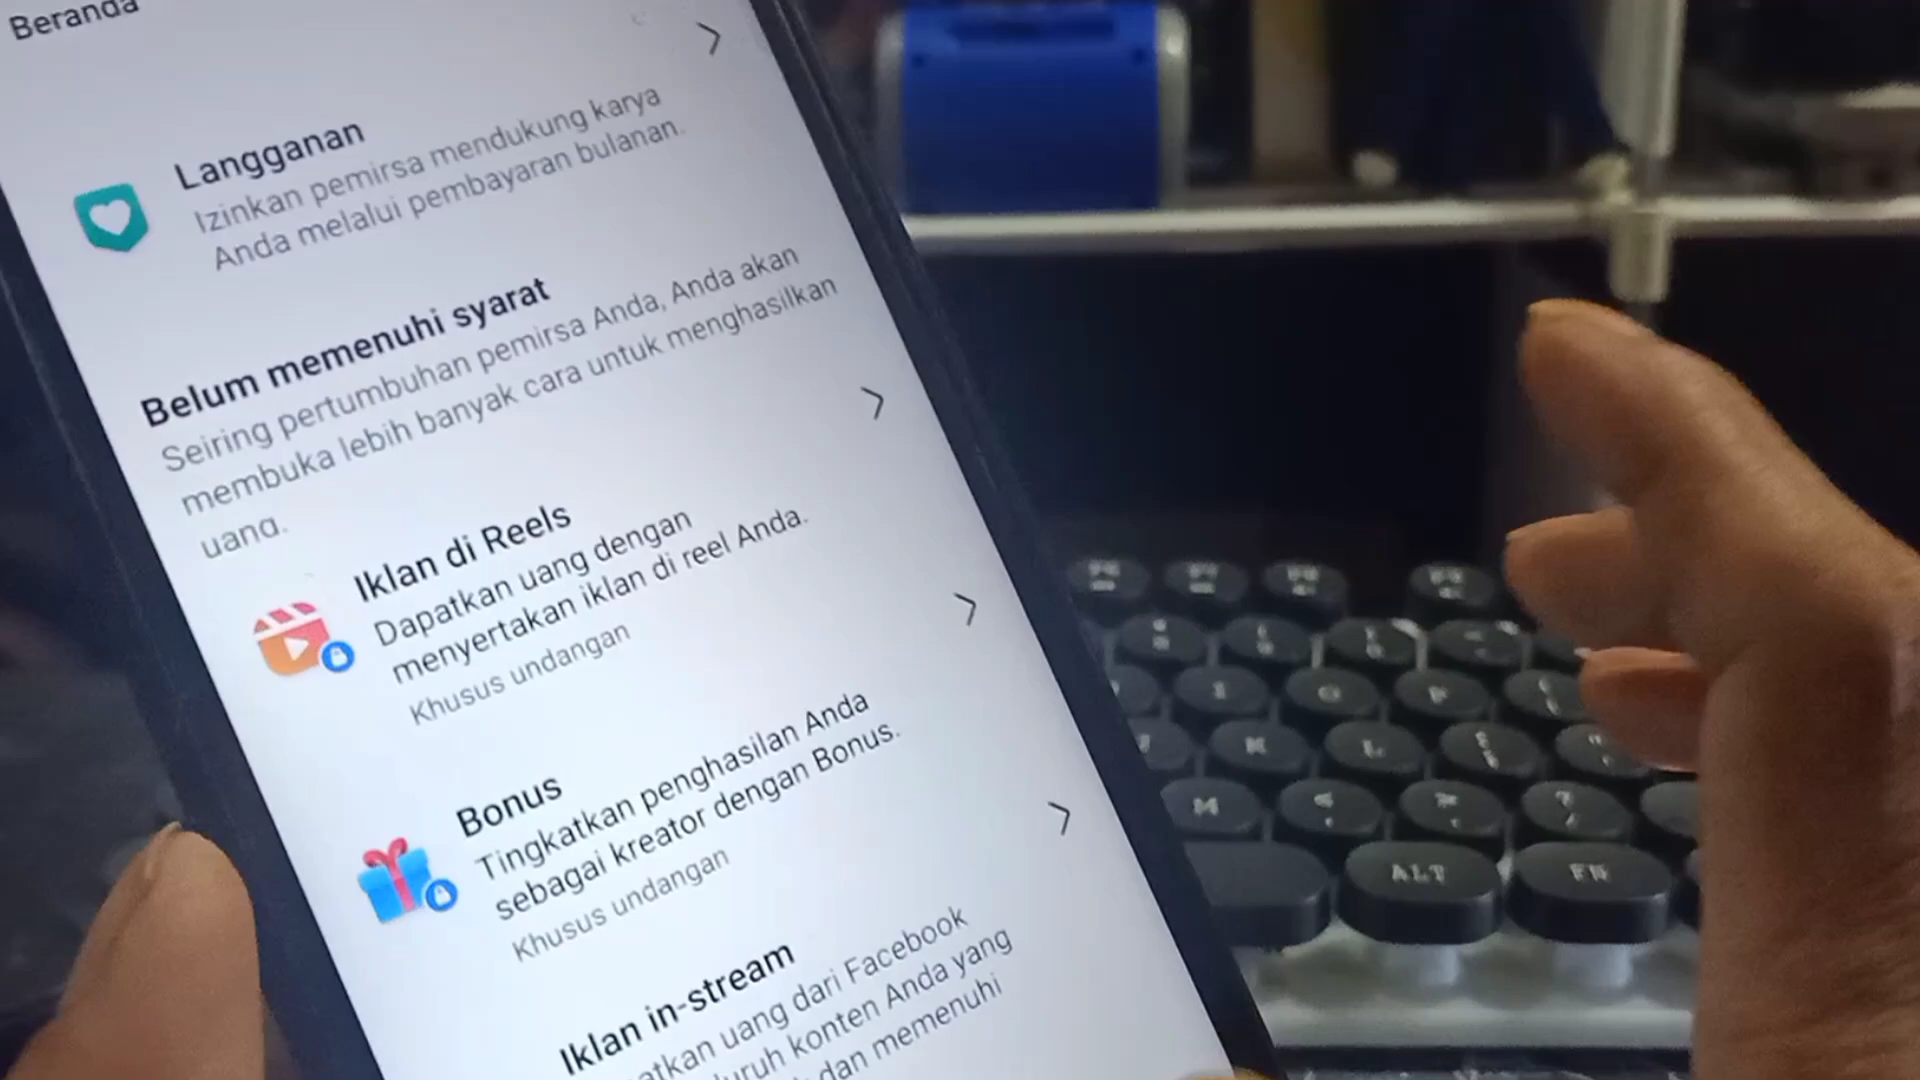 Beranda
Langganan
Izinkan pemirsa mendukung karya
Anda melalui pembayaran bulanan.
Belum memenuhi syarat
Seiring pertumbuhan pemirsa Anda, Anda akan
membuka lebih banyak cara untuk menghasilkan
uang.
Iklan di Reels
Dapatkan uang dengan
menyertakan iklan di reel Anda.
Khusus undangan
Bonus
Tingkatkan penghasilan Anda
sebagai kreator dengan Bonus.
Khusus undangan
Iklan in-stream
uang dari Facebook
konten Anda yang
dan memenuhi
K L
M
ALT FN